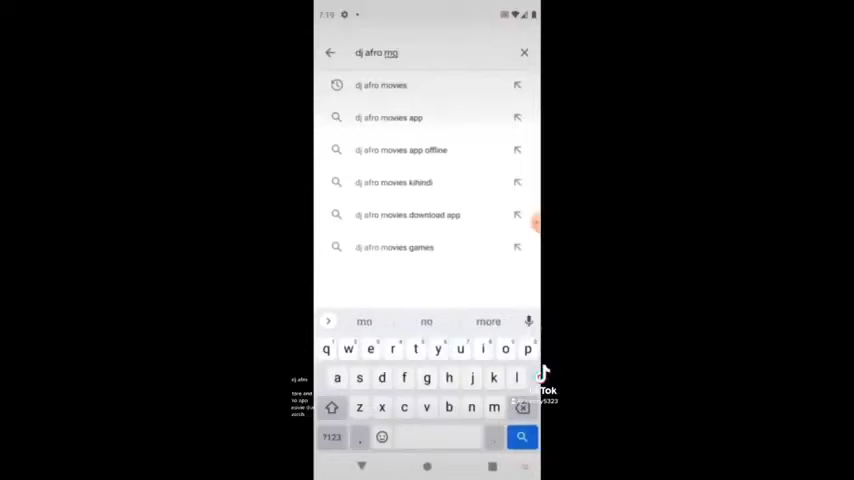 7:19
dj afro mo
dj afro movies
dj afro movies app
dj afro movies app offline
dj afro movies kihindi
dj afro movies download app
dj afro movies games
mo no more
q w e r t y u i o p
a s d f g h j k l
z x c v b n m
?123 , .
Tok